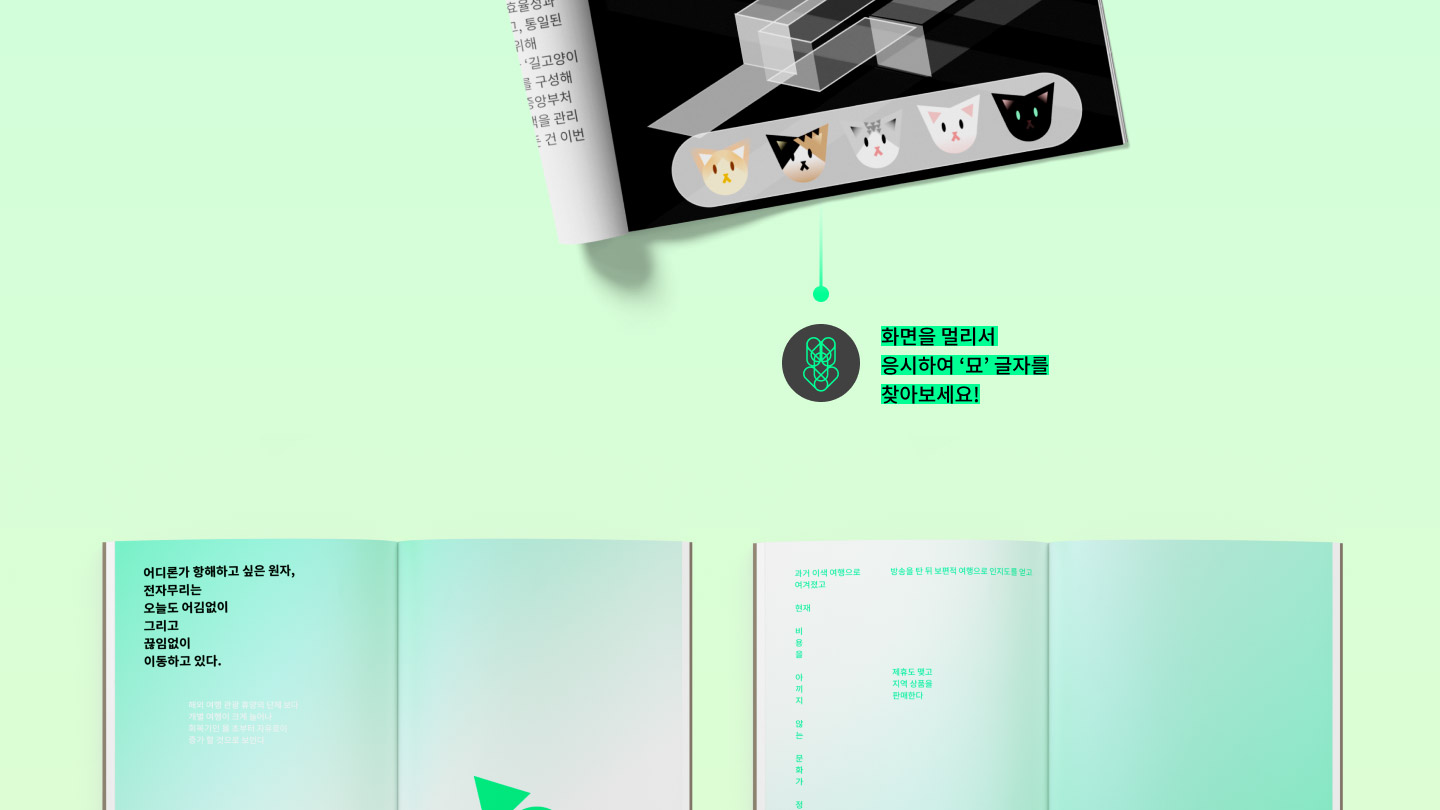 효율성과
고, 통일된
위해
‘길고양이
를 구성해
중앙부처
책을 관리
는 건 이번
화면을 멀리서
응시하여 ‘묘’ 글자를
찾아보세요!
어디론가 항해하고 싶은 원자,
전자무리는
오늘도 어김없이
그리고
끊임없이
이동하고 있다.
과거 이색 여행으로
여겨졌고
현재
비
용
을
아
끼
지
않
는
문
화
가
정
방송을 탄 뒤 보편적 여행으로 인지도를 얻고
제휴도 맺고
지역 상품을
판매한다